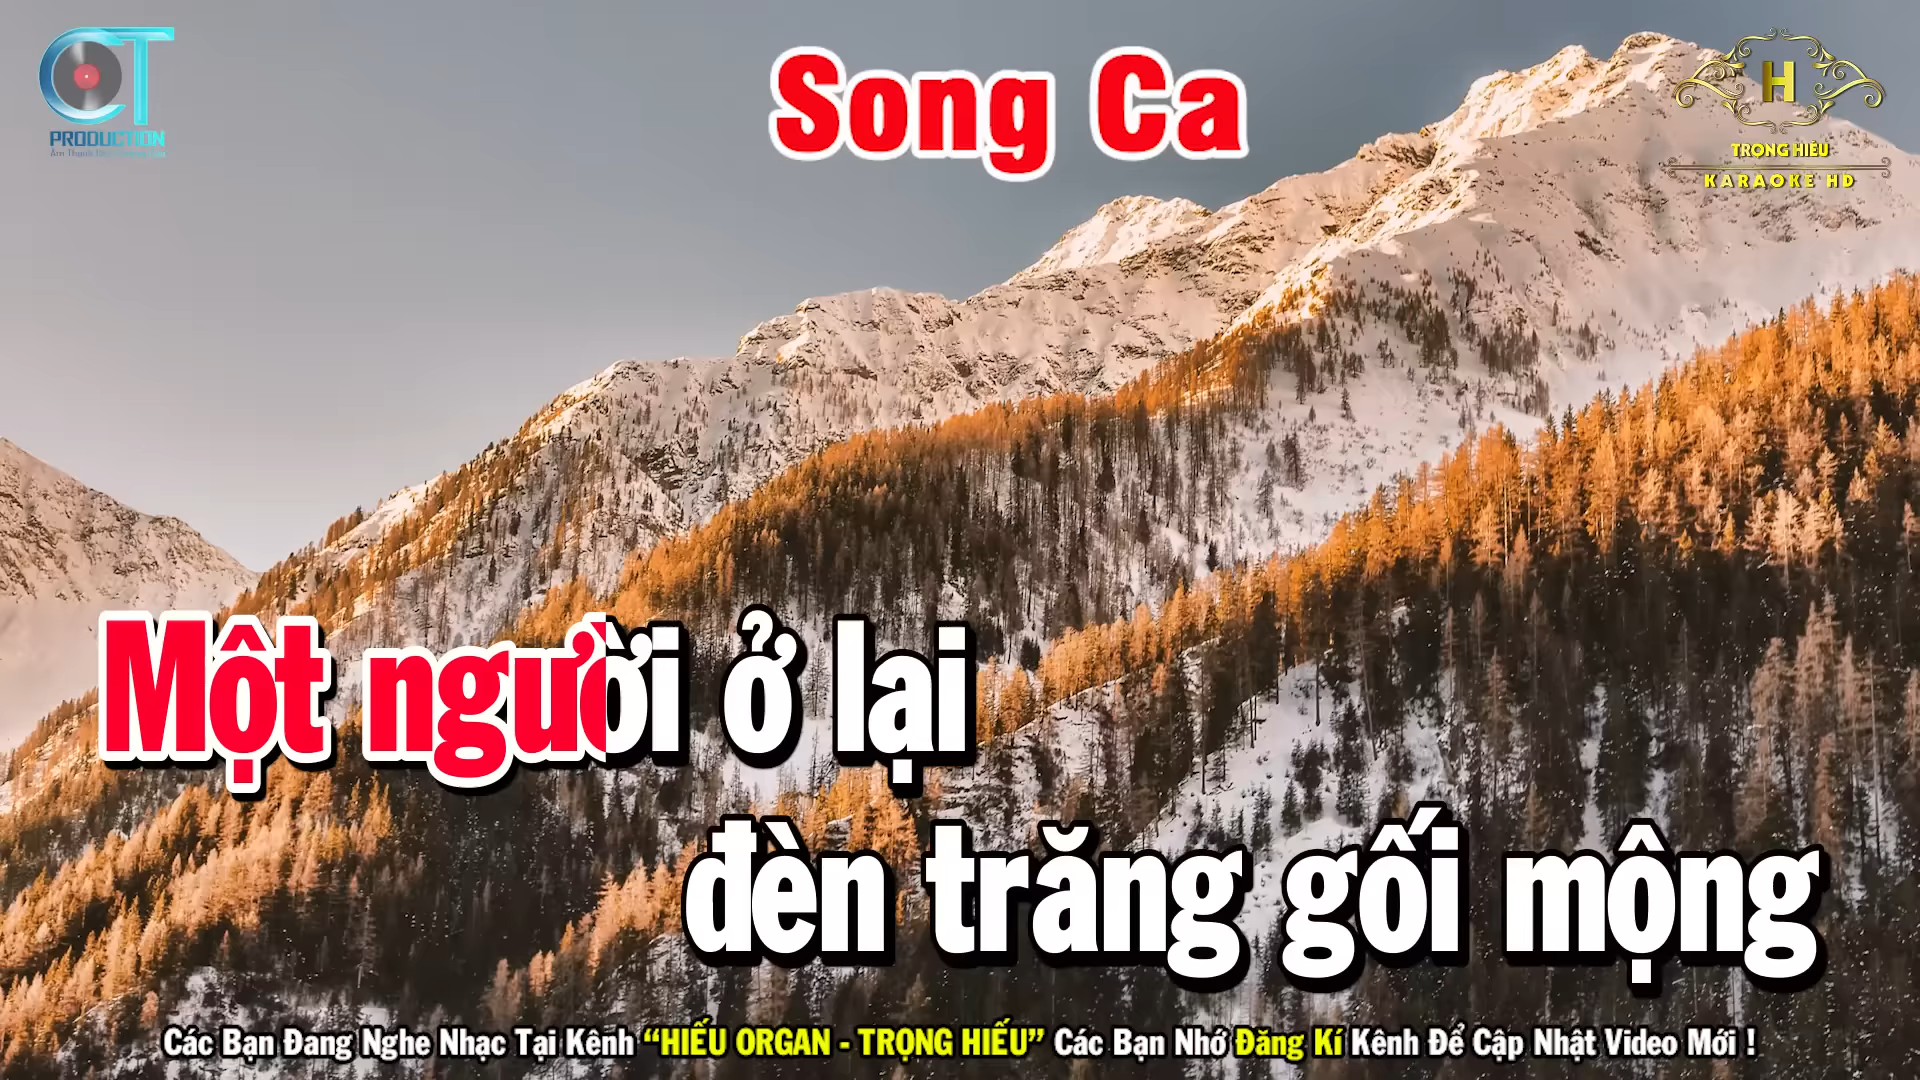 CT
PRODUCTION
Song Ca
H
TRỌNG HIẾU
KARAOKE HD
Một người ở lại
đèn trăng gối mộng
Các Bạn Đang Nghe Nhạc Tại Kênh “HIẾU ORGAN - TRỌNG HIẾU” Các Bạn Nhớ Đăng Kí Kênh Để Cập Nhật Video Mới !